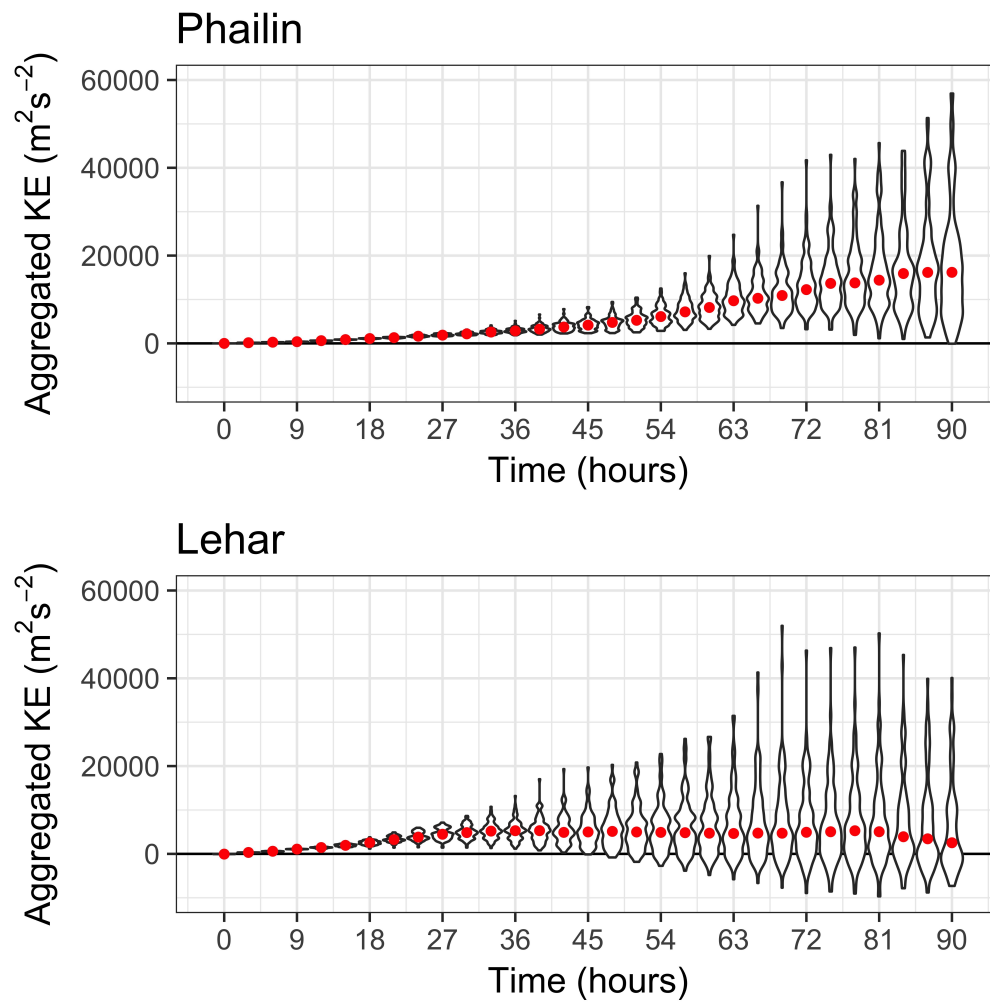 Phailin
Aggregated KE (m²s⁻²)
60000
40000
20000
0
0 9 18 27 36 45 54 63 72 81 90
Time (hours)
Lehar
Aggregated KE (m²s⁻²)
60000
40000
20000
0
0 9 18 27 36 45 54 63 72 81 90
Time (hours)